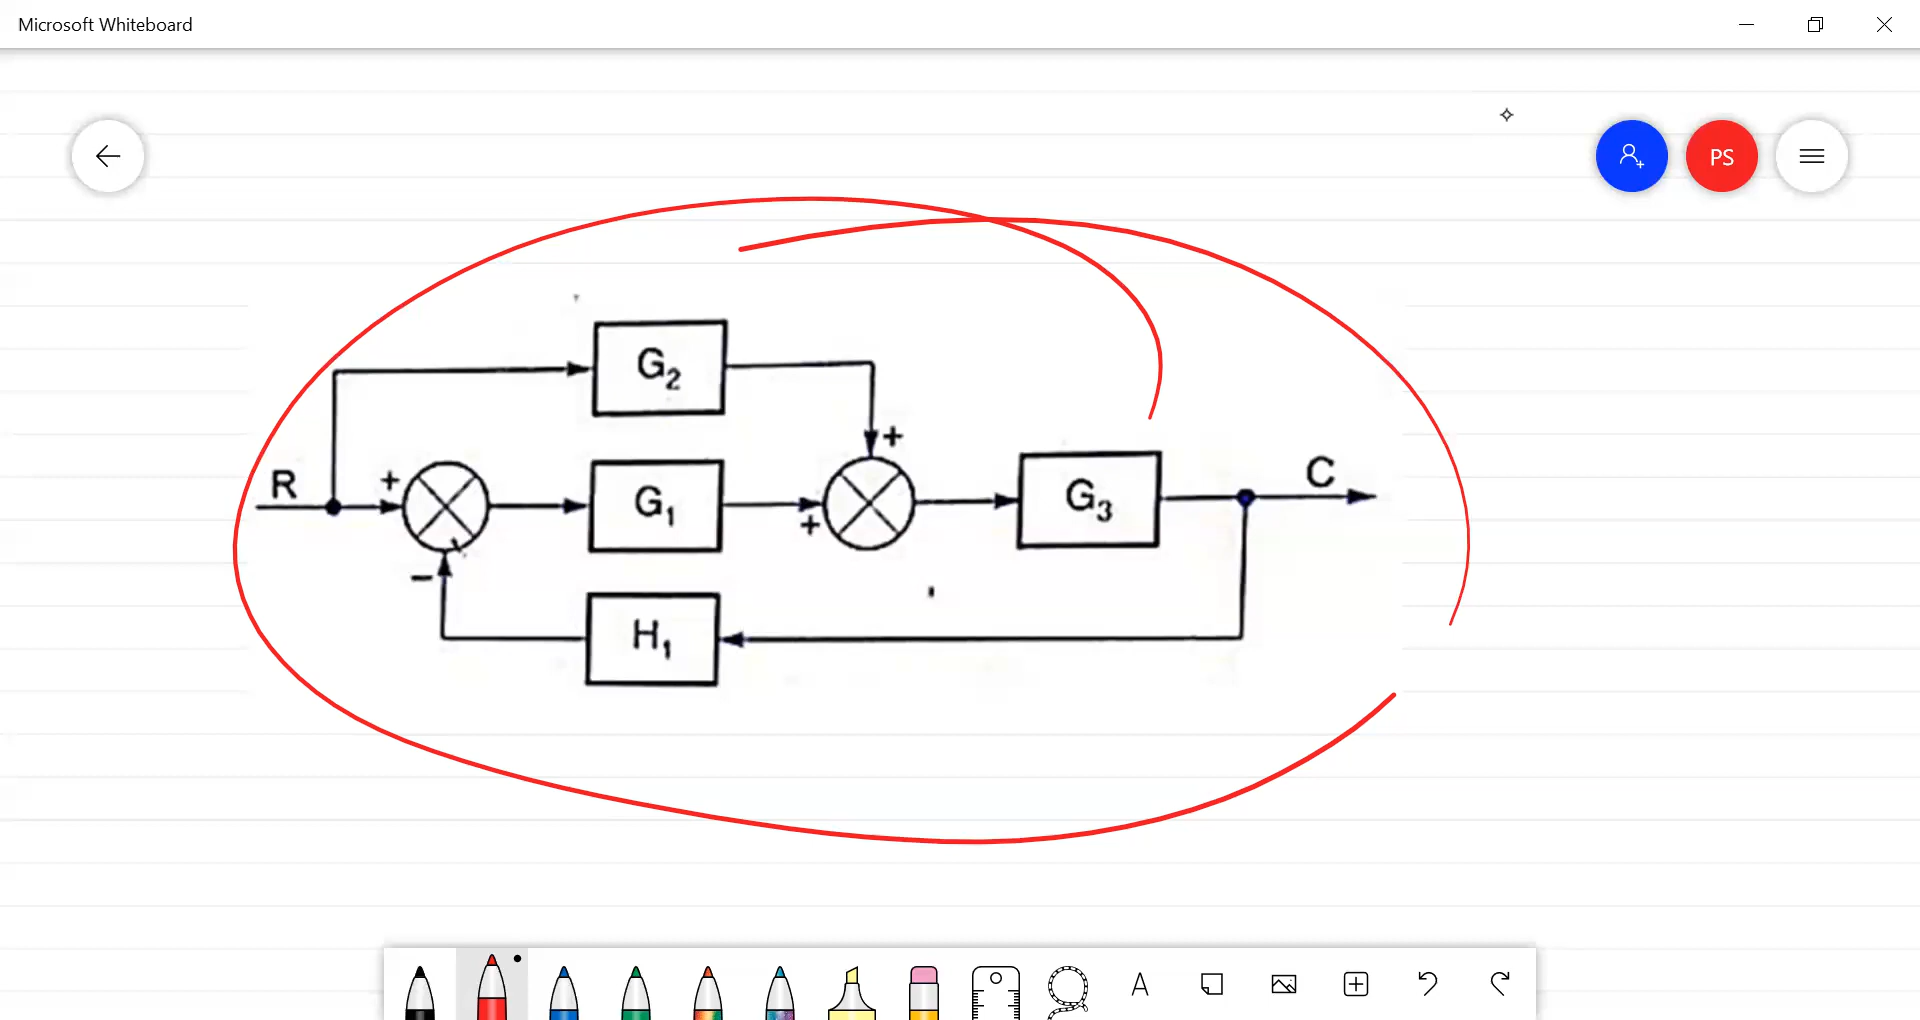 Microsoft Whiteboard
PS
G₂
+
R
+
G₁
+
G₃
C
−
H₁
A